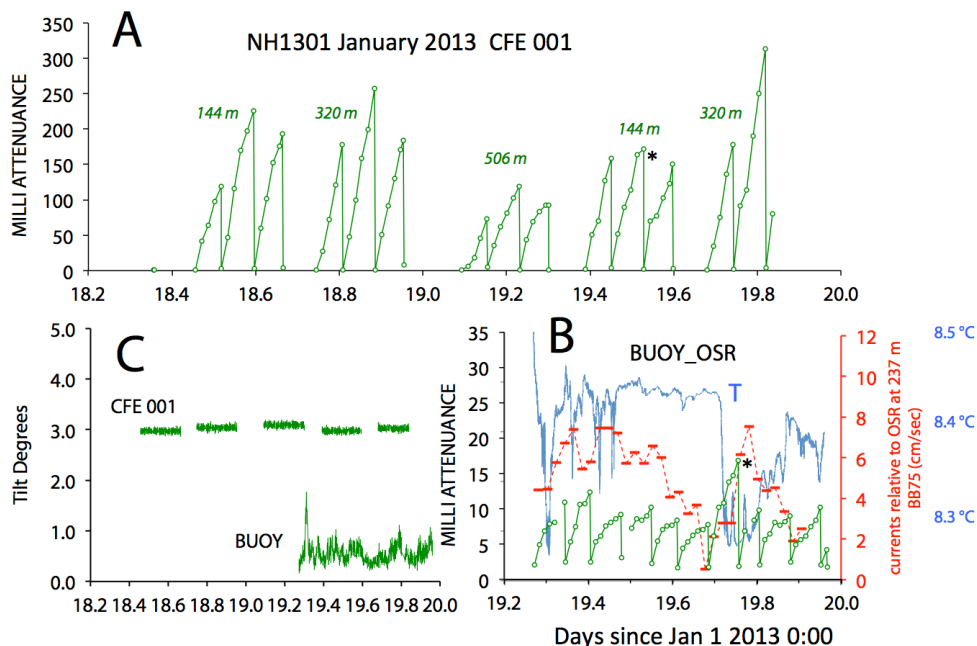 A
NH1301 January 2013 CFE 001
MILLI ATTENUANCE
350
300
250
200
150
100
50
0
144 m
320 m
506 m
144 m
*
320 m
18.2
18.4
18.6
18.8
19.0
19.2
19.4
19.6
19.8
20.0
C
Tilt Degrees
5.0
4.0
3.0
2.0
1.0
0.0
CFE 001
BUOY
18.2 18.4 18.6 18.8 19.0 19.2 19.4 19.6 19.8 20.0
B
BUOY_OSR
MILLI ATTENUANCE
35
30
25
20
15
10
5
0
T
*
12
10
8
6
4
2
0
currents relative to OSR at 237 m
BB75 (cm/sec)
8.5 °C
8.4 °C
8.3 °C
19.2
19.4
19.6
19.8
20.0
Days since Jan 1 2013 0:00